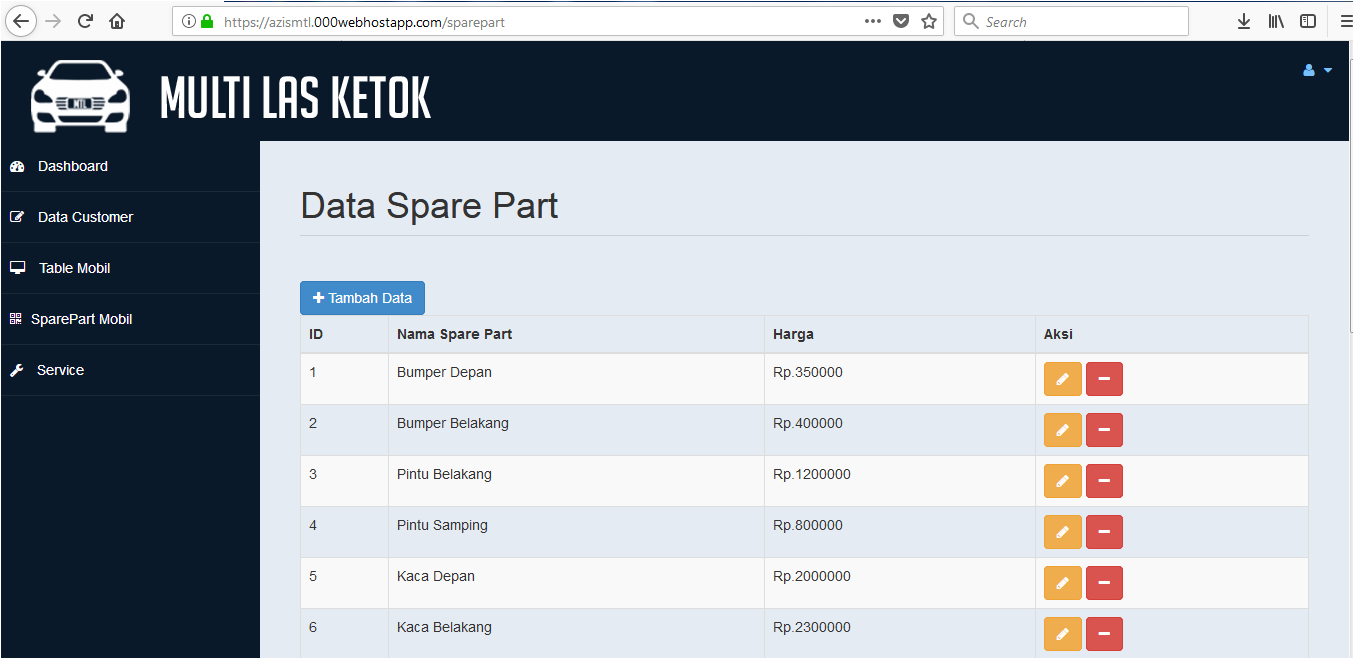 https://azismtl.000webhostapp.com/sparepart
Search
MTL
MULTI LAS KETOK
Dashboard
Data Customer
Table Mobil
SparePart Mobil
Service
Data Spare Part
Tambah Data
ID Nama Spare Part Harga Aksi
1 Bumper Depan Rp.350000
2 Bumper Belakang Rp.400000
3 Pintu Belakang Rp.1200000
4 Pintu Samping Rp.800000
5 Kaca Depan Rp.2000000
6 Kaca Belakang Rp.2300000